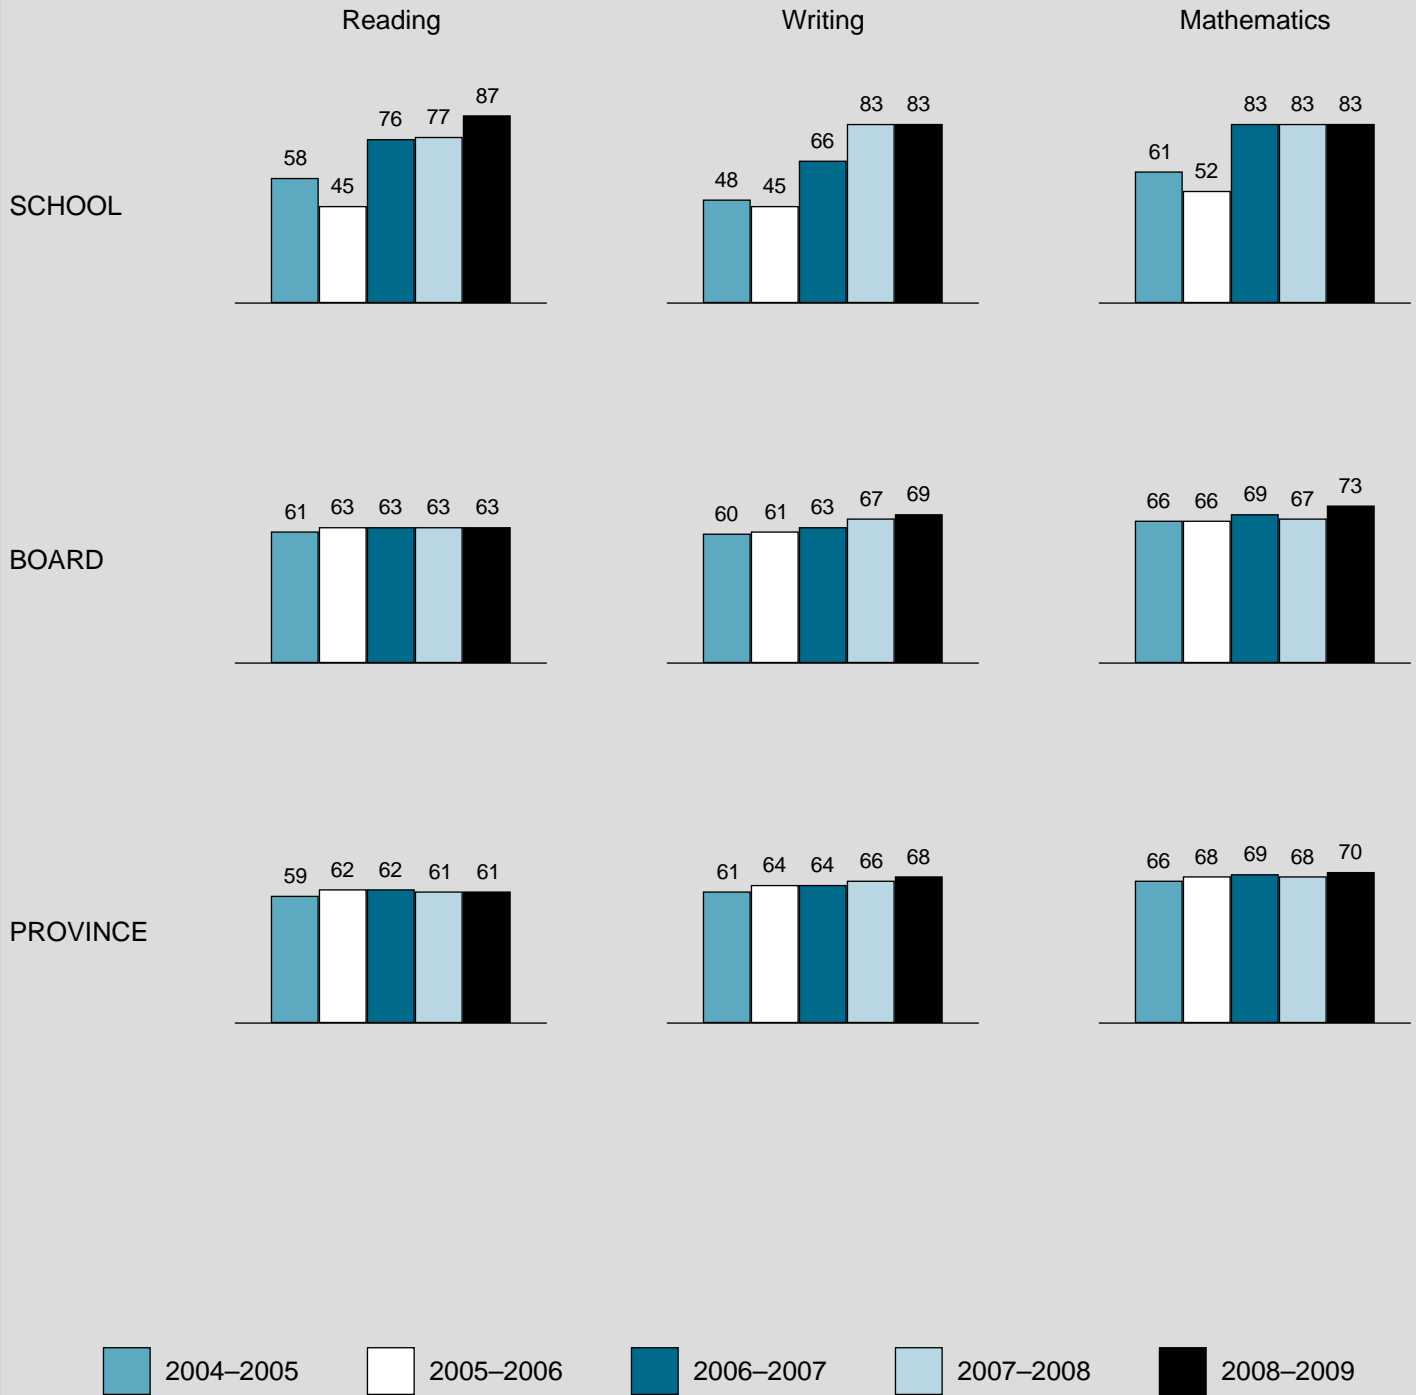 Reading Writing Mathematics
SCHOOL
58 45 76 77 87
48 45 66 83 83
61 52 83 83 83
BOARD
61 63 63 63 63
60 61 63 67 69
66 66 69 67 73
PROVINCE
59 62 62 61 61
61 64 64 66 68
66 68 69 68 70
2004–2005 2005–2006 2006–2007 2007–2008 2008–2009